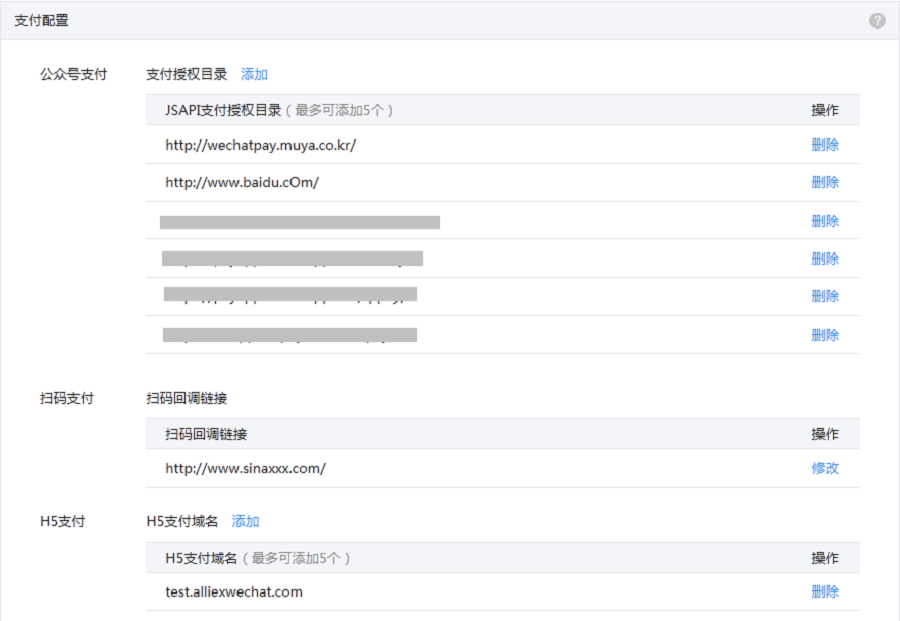 支付配置
?
公众号支付 支付授权目录 添加
JSAPI支付授权目录(最多可添加5个) 操作
http://wechatpay.muya.co.kr/ 删除
http://www.baidu.cOm/ 删除
删除
删除
删除
删除
扫码支付 扫码回调链接
扫码回调链接 操作
http://www.sinaxxx.com/ 修改
H5支付 H5支付域名 添加
H5支付域名(最多可添加5个) 操作
test.alliexwechat.com 删除